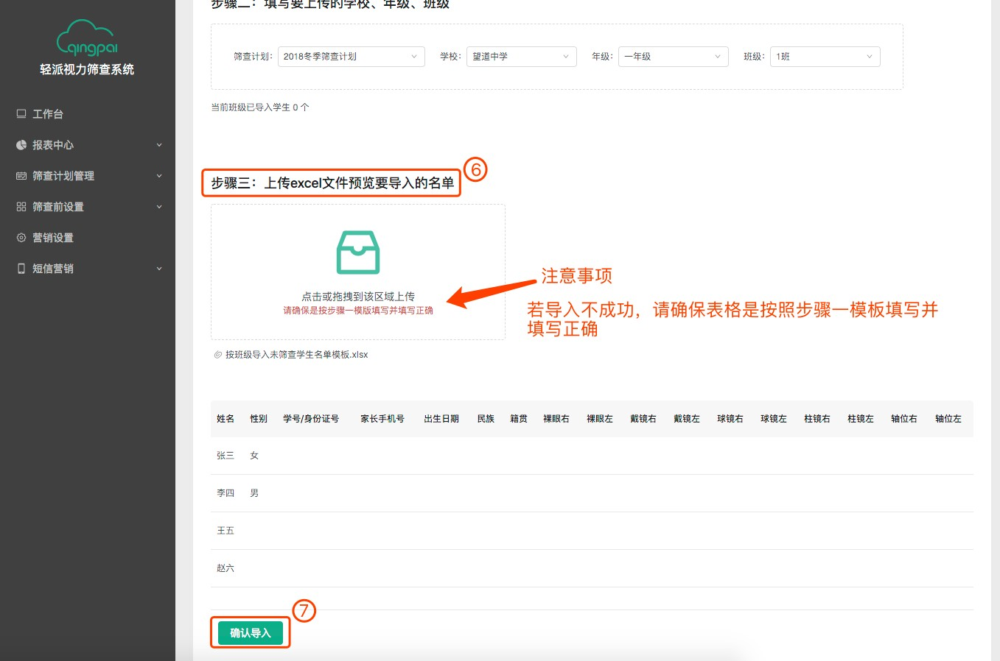 步骤二：填写要上传的学校、年级、班级
qingpai
轻派视力筛查系统
工作台
报表中心
筛查计划管理
筛查前设置
营销设置
短信营销
筛查计划： 2018冬季筛查计划 学校： 望道中学 年级： 一年级 班级： 1班
当前班级已导入学生 0 个
步骤三：上传excel文件预览要导入的名单 ⑥
点击或拖拽到该区域上传
请确保是按步骤一模版填写并填写正确
注意事项
若导入不成功，请确保表格是按照步骤一模板填写并
填写正确
按班级导入未筛查学生名单模板.xlsx
姓名 性别 学号/身份证号 家长手机号 出生日期 民族 籍贯 裸眼右 裸眼左 戴镜右 戴镜左 球镜右 球镜左 柱镜右 柱镜左 轴位右 轴位左
张三 女
李四 男
王五
赵六
⑦
确认导入